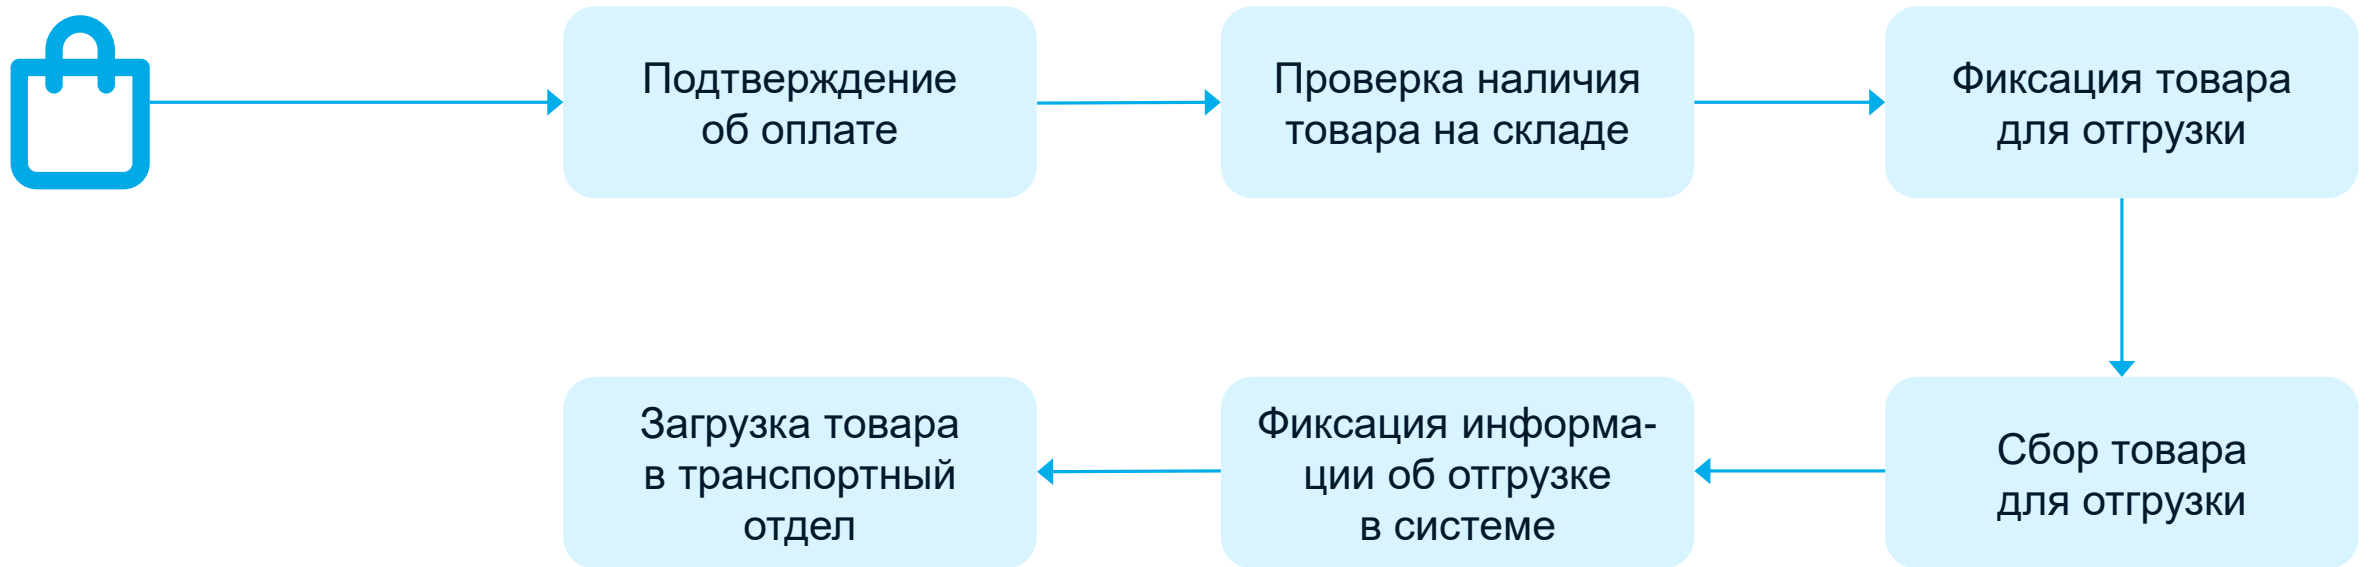 Подтверждение
об оплате
Проверка наличия
товара на складе
Фиксация товара
для отгрузки
Сбор товара
для отгрузки
Фиксация информа-
ции об отгрузке
в системе
Загрузка товара
в транспортный
отдел